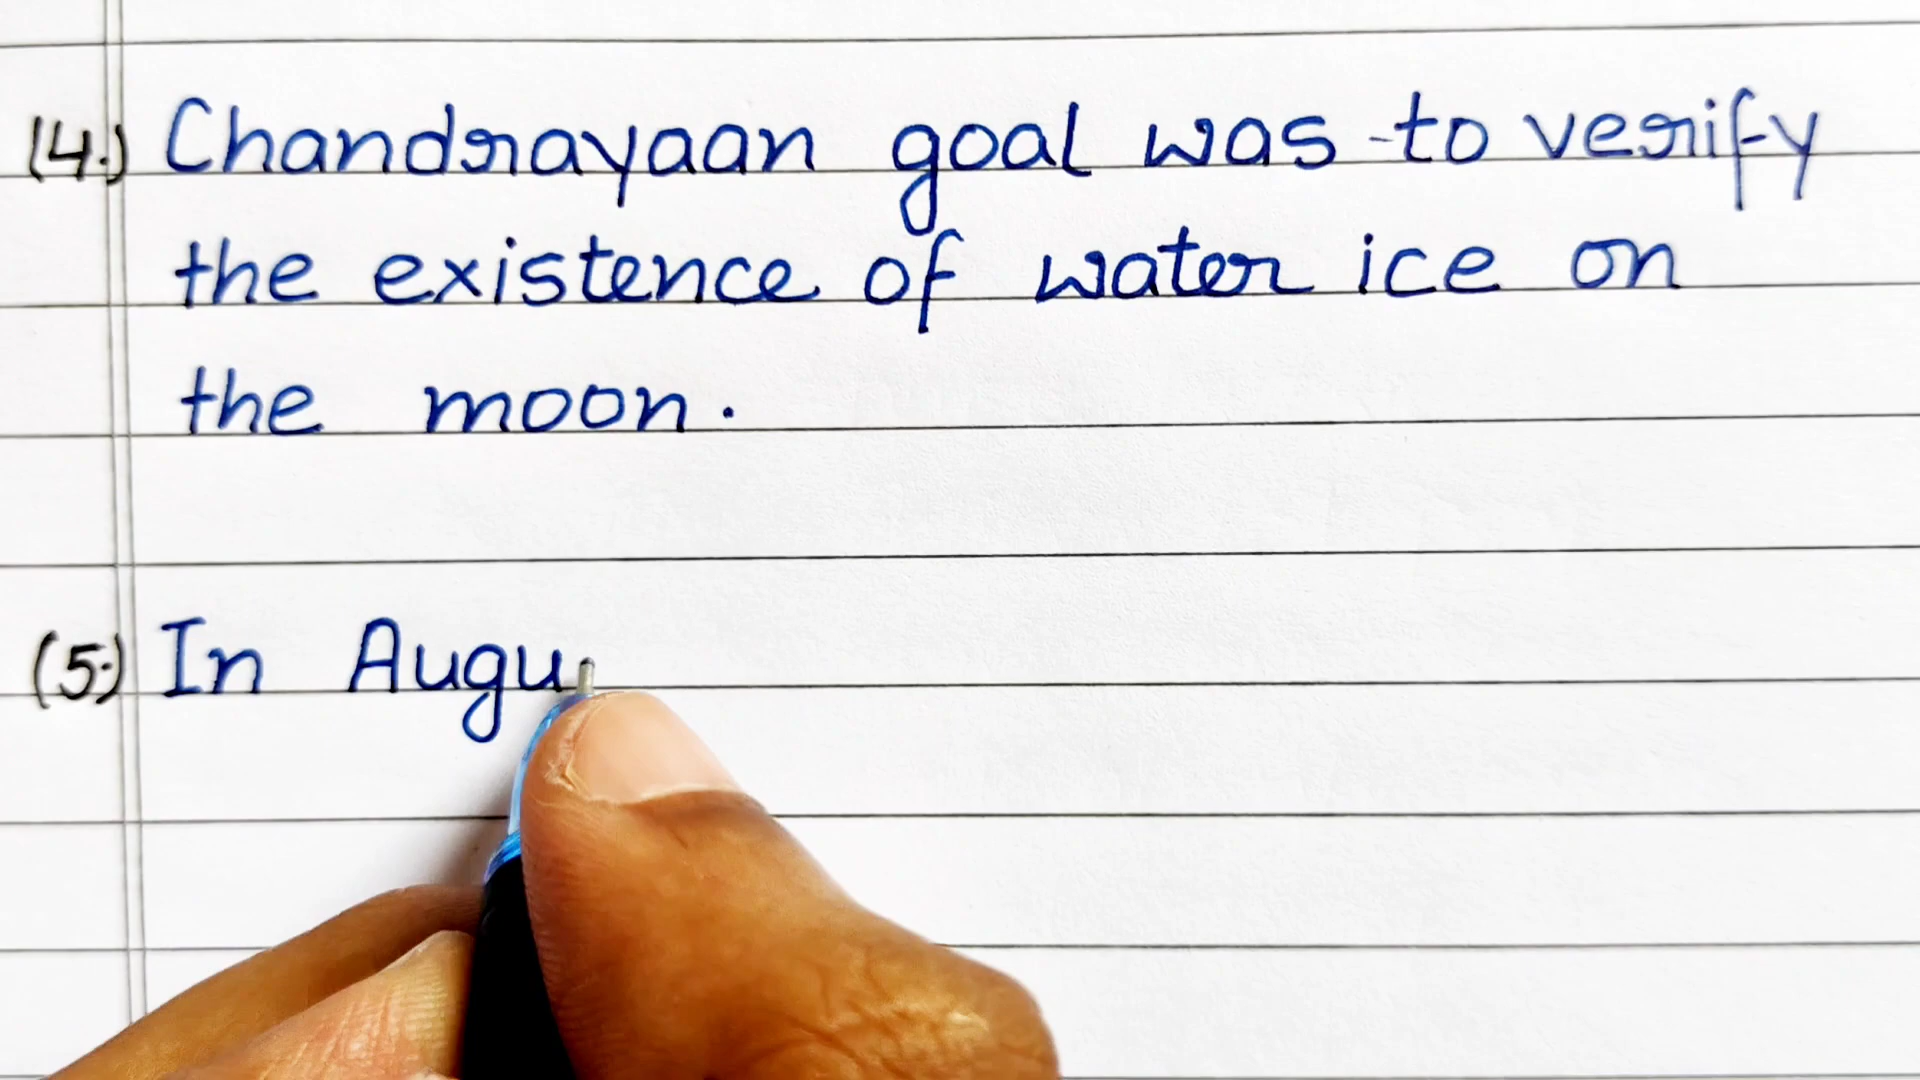 (4.) Chandrayaan goal was to verify
the existence of water ice on
the moon.
(5.) In Augu